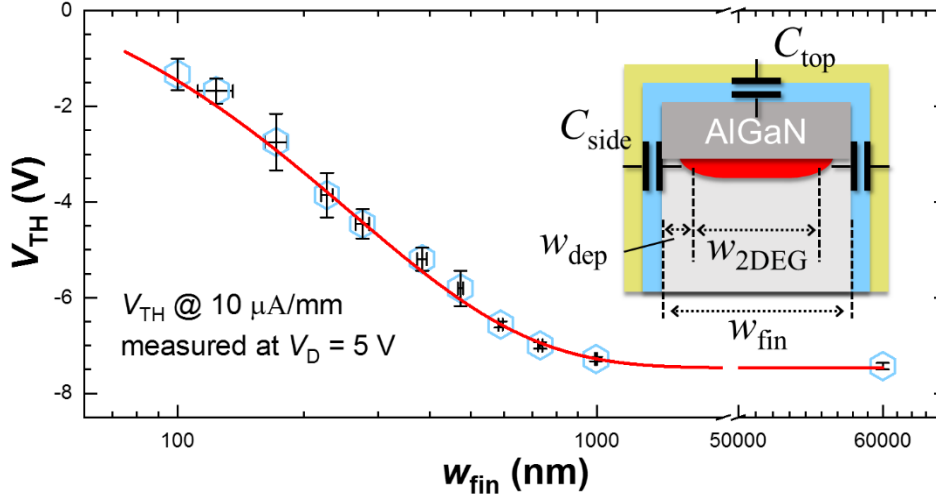 0
-2
-4
-6
-8
V_TH (V)
100
1000
50000
60000
w_fin (nm)
V_TH @ 10 μA/mm
measured at V_D = 5 V
C_top
C_side
AlGaN
w_dep
w_2DEG
w_fin